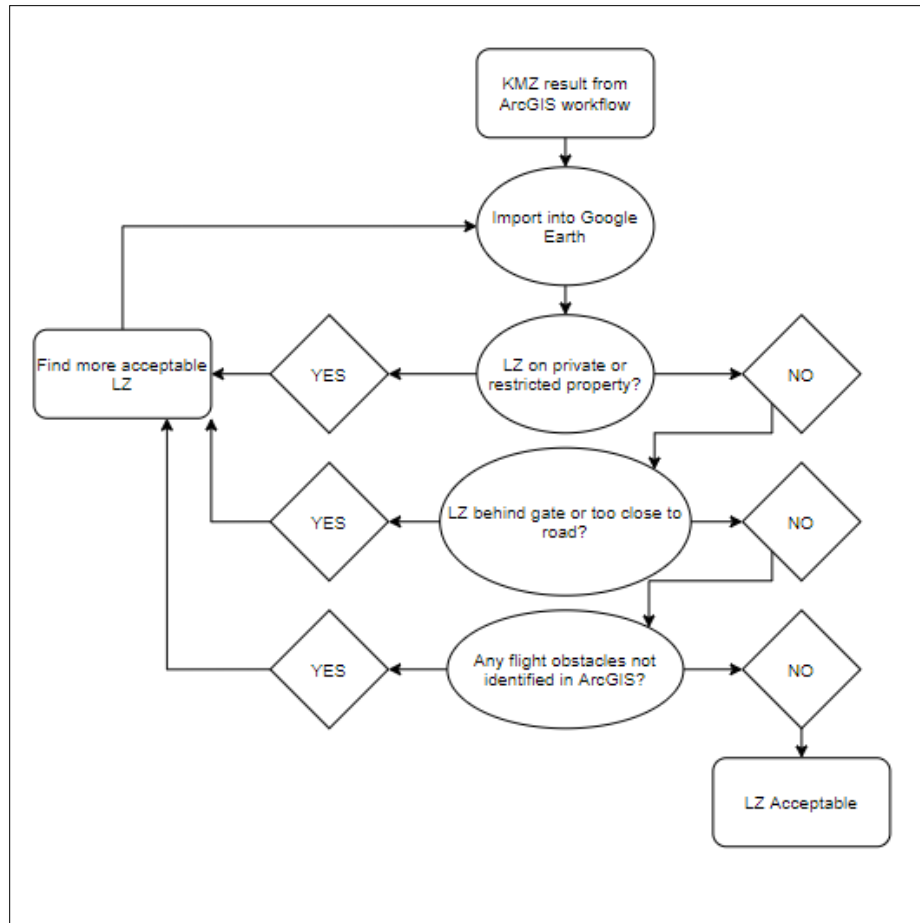 KMZ result from
ArcGIS workflow
Import into Google
Earth
Find more acceptable
LZ
YES
LZ on private or
restricted property?
NO
YES
LZ behind gate or too close to
road?
NO
YES
Any flight obstacles not
identified in ArcGIS?
NO
LZ Acceptable